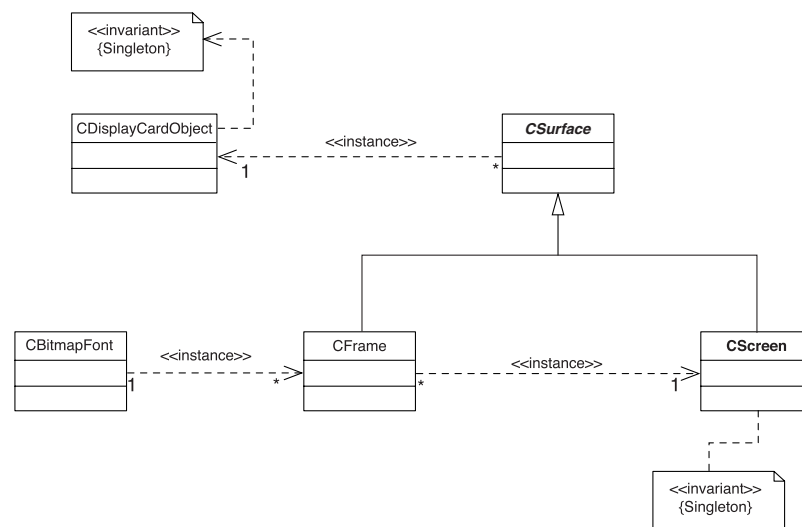 <<invariant>>
{Singleton}
CDisplayCardObject
CSurface
<<instance>>
1
*
CBitmapFont
<<instance>>
1
*
CFrame
<<instance>>
*
1
CScreen
<<invariant>>
{Singleton}